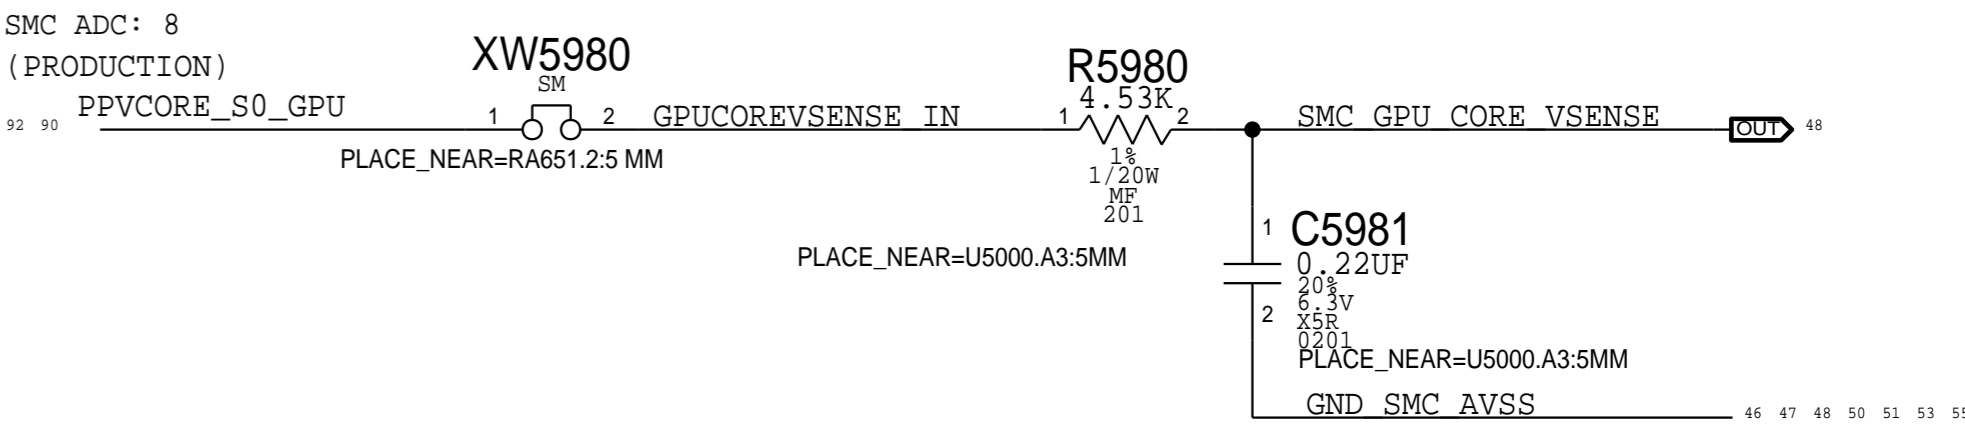 SMC ADC: 8
(PRODUCTION)
XW5980
SM
R5980
4.53K
92 90 PPVCORE_S0_GPU 1 2 GPUCOREVSENSE_IN 1 2 SMC_GPU_CORE_VSENSE OUT 48
PLACE_NEAR=RA651.2:5 MM
1%
1/20W
MF
201
PLACE_NEAR=U5000.A3:5MM
1
C5981
0.22UF
20%
6.3V
2
X5R
0201
PLACE_NEAR=U5000.A3:5MM
GND_SMC_AVSS 46 47 48 50 51 53 55